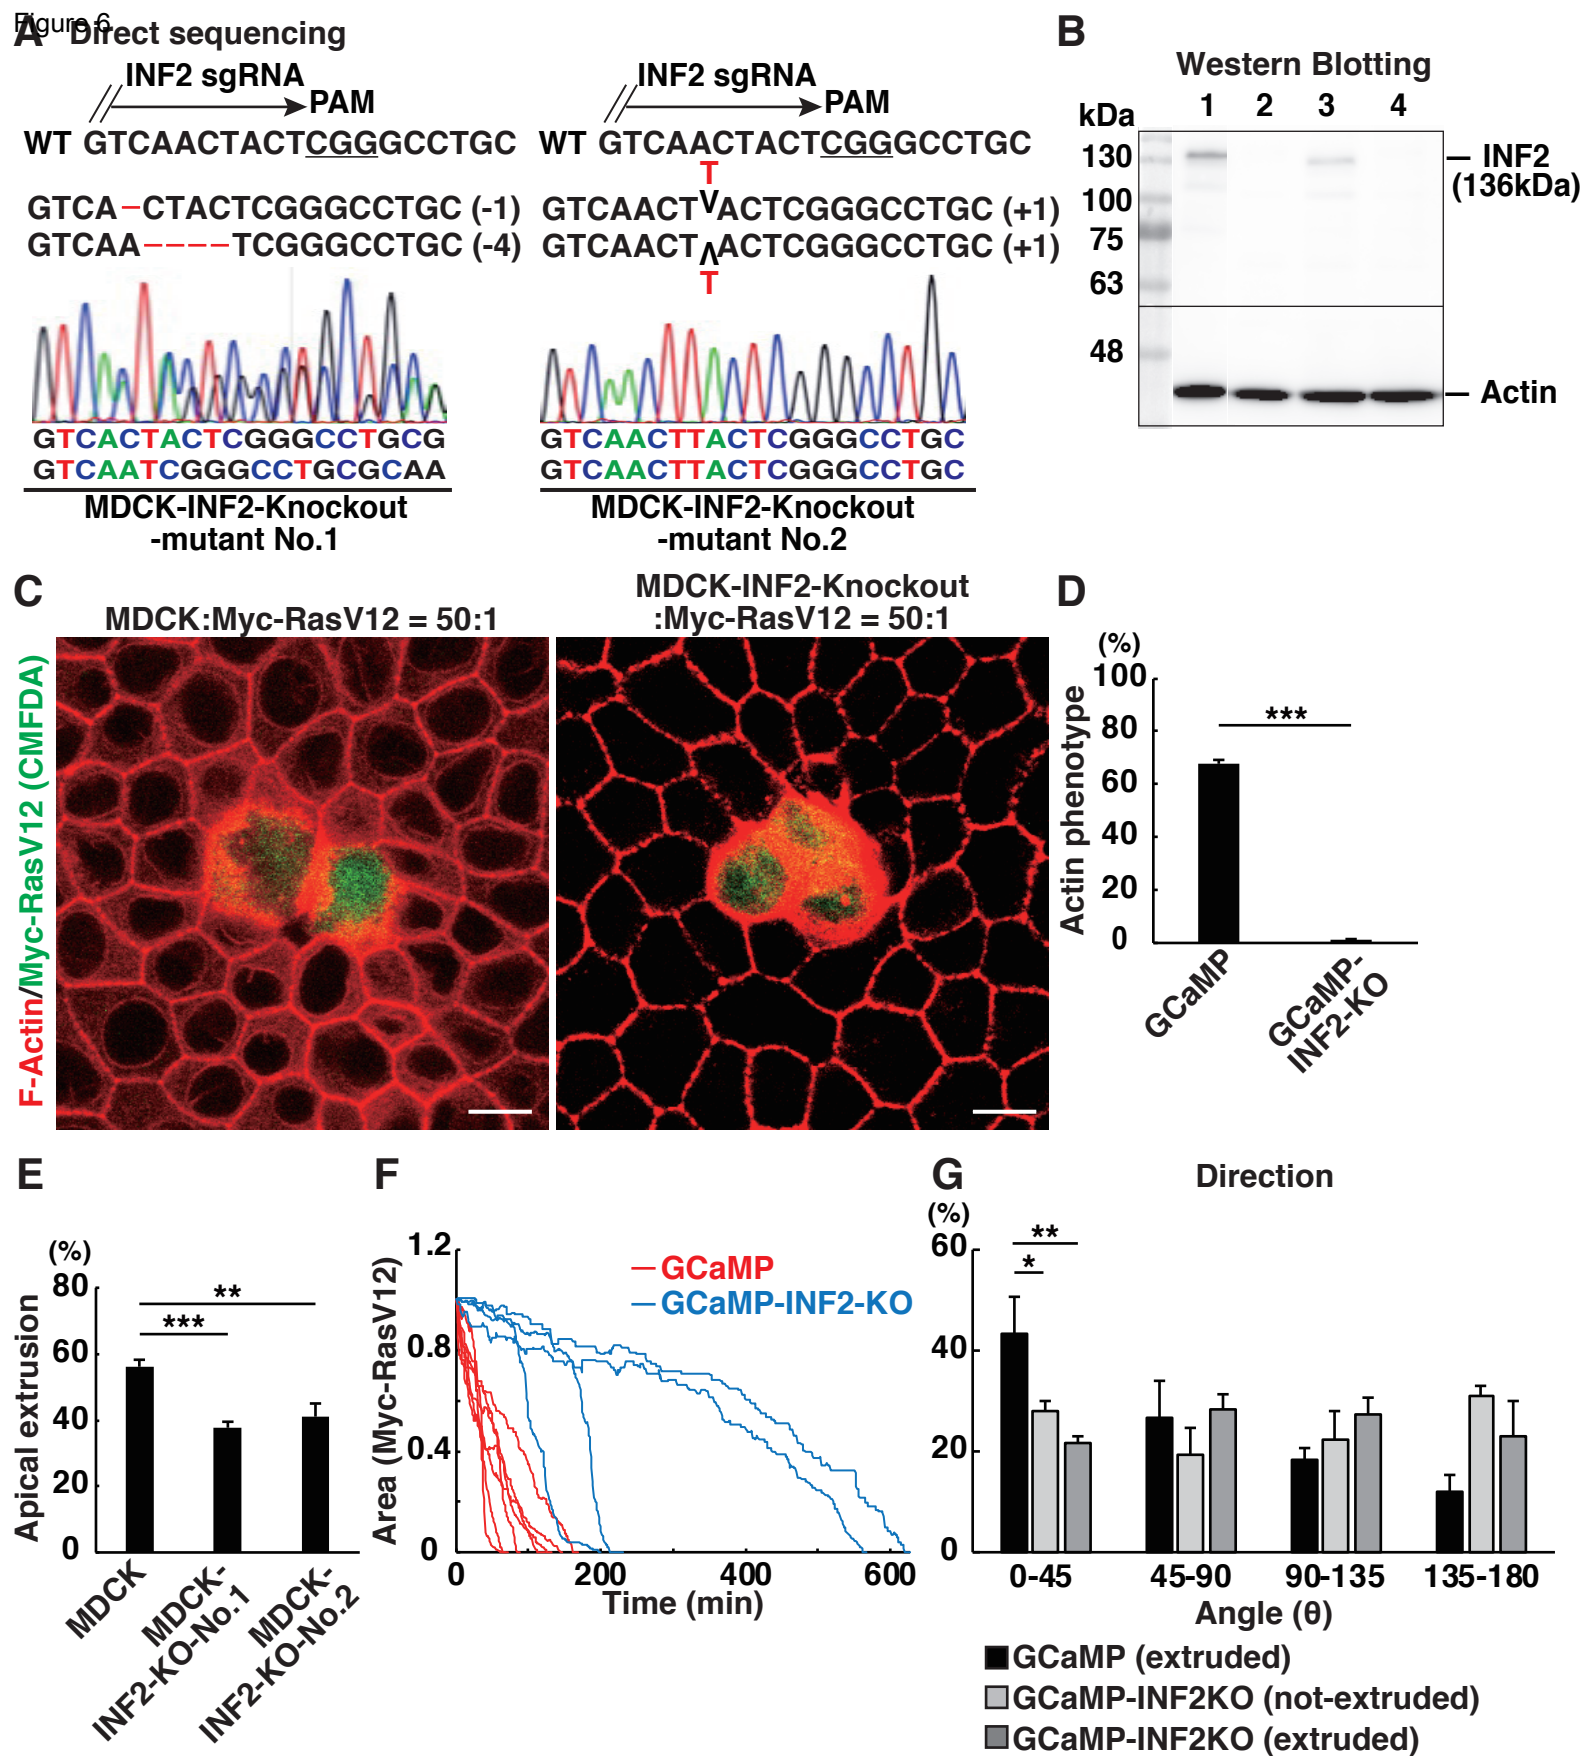 Figure 6
A Direct sequencing
INF2 sgRNA
PAM
WT GTCAACTACTCGGGCCTGC
GTCA–CTACTCGGGCCTGC (-1)
GTCAA––––TCGGGCCTGC (-4)
GTCACTACTCGGGCCTGCG
GTCAATCGGGCCTGCGCAA
MDCK-INF2-Knockout
-mutant No.1
INF2 sgRNA
PAM
WT GTCAACTACTCGGGCCTGC
T
GTCAACT ACTCGGGCCTGC (+1)
GTCAACT ACTCGGGCCTGC (+1)
T
GTCAACTTACTCGGGCCTGC
GTCAACTTACTCGGGCCTGC
MDCK-INF2-Knockout
-mutant No.2
B
Western Blotting
1 2 3 4
kDa
130
100
75
63
48
INF2
(136kDa)
Actin
C
MDCK:Myc-RasV12 = 50:1
MDCK-INF2-Knockout
:Myc-RasV12 = 50:1
F-Actin/Myc-RasV12 (CMFDA)
D
(%)
100
80
60
40
20
0
Actin phenotype
***
GCaMP
GCaMP-
INF2-KO
E
(%)
80
60
40
20
0
Apical extrusion
**
***
MDCK
MDCK-
INF2-KO-No.1
MDCK-
INF2-KO-No.2
F
1.2
0.8
0.4
0
Area (Myc-RasV12)
GCaMP
GCaMP-INF2-KO
0 200 400 600
Time (min)
G
Direction
(%)
60
40
20
0
**
*
0-45 45-90 90-135 135-180
Angle (θ)
GCaMP (extruded)
GCaMP-INF2KO (not-extruded)
GCaMP-INF2KO (extruded)